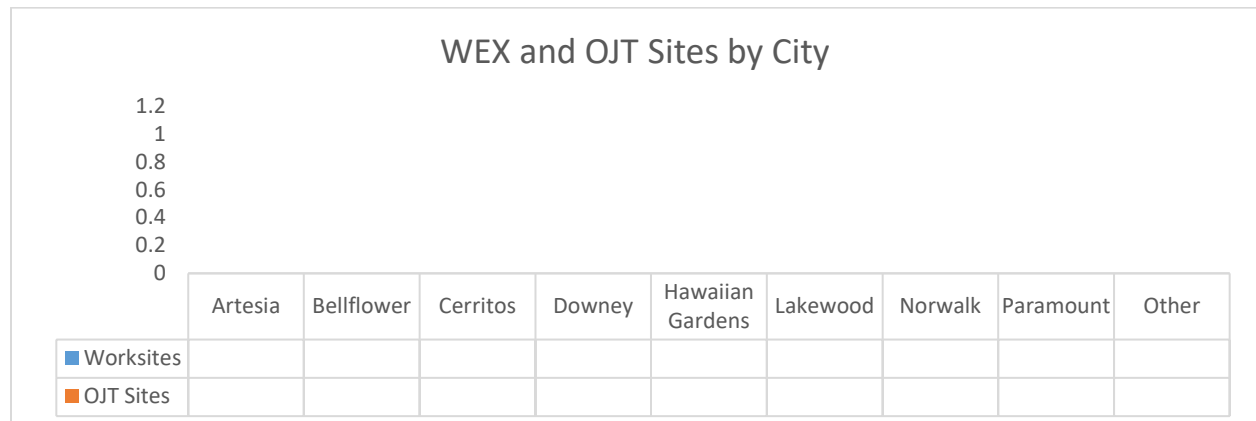 WEX and OJT Sites by City
1.2
1
0.8
0.6
0.4
0.2
0
Artesia Bellflower Cerritos Downey Hawaiian Gardens Lakewood Norwalk Paramount Other
Worksites
OJT Sites